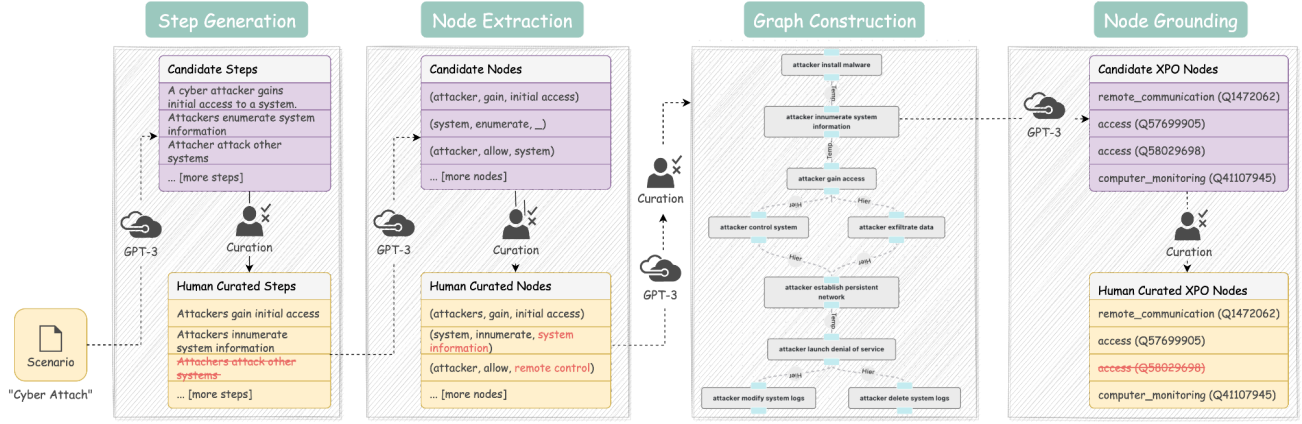 Step Generation
Node Extraction
Graph Construction
Node Grounding
Scenario
"Cyber Attach"
GPT-3
Candidate Steps
A cyber attacker gains
initial access to a system.
Attackers enumerate system
information
Attacher attack other
systems
... [more steps]
Curation
Human Curated Steps
Attackers gain initial access
Attackers innumerate
system information
Attachers attack other
systems
... [more steps]
GPT-3
Candidate Nodes
(attacker, gain, initial access)
(system, enumerate, _)
(attacker, allow, system)
... [more nodes]
Curation
Human Curated Nodes
(attackers, gain, initial access)
(system, innumerate, system
information)
(attacker, allow, remote control)
... [more nodes]
Curation
GPT-3
attacker install malware
_Temp_
attacker innumerate system
information
_Temp_
attacker gain access
Hier
Hier
attacker control system
attacker exfiltrate data
Hier
Hier
attacker establish persistent
network
_Temp_
attacker launch denial of service
Hier
Hier
attacker modify system logs
attacker delete system logs
GPT-3
Candidate XPO Nodes
remote_communication (Q1472062)
access (Q57699905)
access (Q58029698)
computer_monitoring (Q41107945)
Curation
Human Curated XPO Nodes
remote_communication (Q1472062)
access (Q57699905)
access (Q58029698)
computer_monitoring (Q41107945)